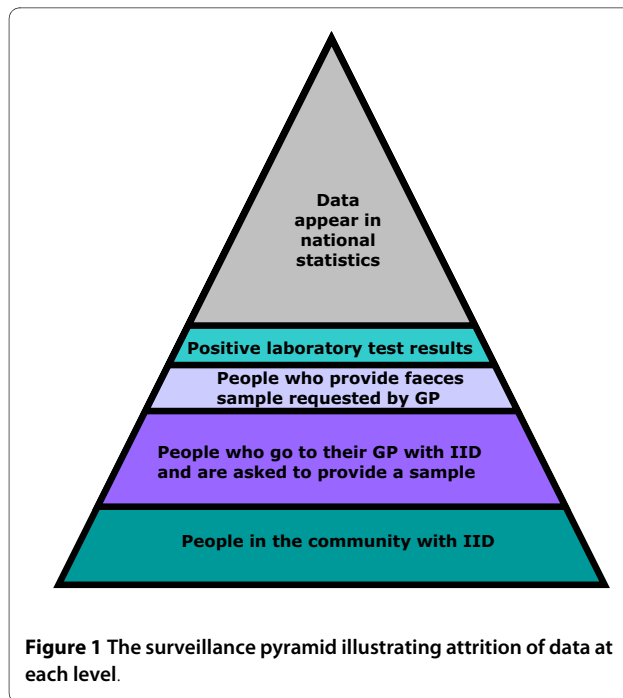 Data
appear in
national
statistics
Positive laboratory test results
People who provide faeces
sample requested by GP
People who go to their GP with IID
and are asked to provide a sample
People in the community with IID
Figure 1 The surveillance pyramid illustrating attrition of data at
each level.